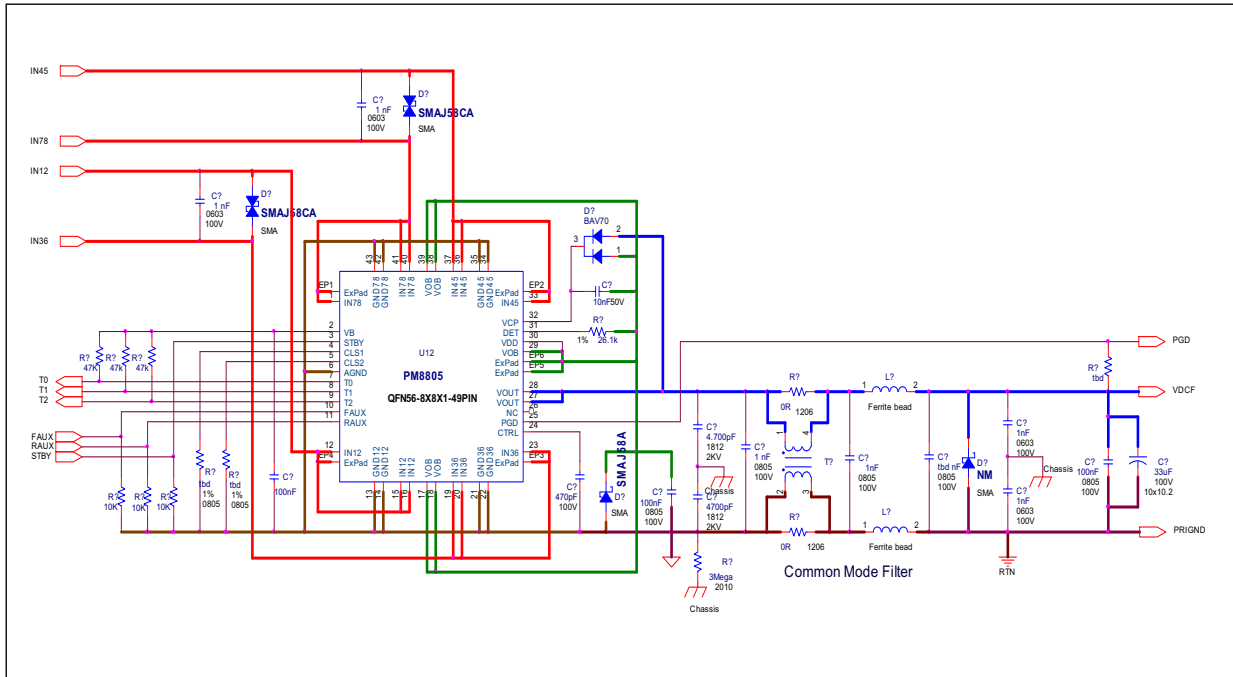 IN45
IN78
IN12
IN36
C?
1 nF
0603
100V
D?
SMAJ58CA
SMA
C?
1 nF
0603
100V
D?
SMAJ58CA
SMA
D?
BAV70
3
2
1
C?
10nF50V
R?
1%
26.1k
43
42
41
40
39
38
37
36
35
34
GND78
GND78
IN78
IN78
VOB
VOB
IN45
IN45
GND45
GND45
EP1
ExPad
1
IN78
2
VB
3
STBY
4
CLS1
5
CLS2
6
AGND
7
T0
8
T1
9
T2
10
FAUX
11
RAUX
12
IN12
EP4
ExPad
U12
PM8805
QFN56-8X8X1-49PIN
EP2
ExPad
33
IN45
32
VCP
31
DET
30
VDD
29
VOB
EP6
ExPad
EP5
ExPad
28
VOUT
27
VOUT
26
NC
25
PGD
24
CTRL
23
IN36
EP3
ExPad
GND12
GND12
IN12
IN12
VOB
VOB
IN36
IN36
GND36
GND36
13
14
15
16
17
18
19
20
21
22
R?
47k
R?
47k
R?
47k
T0
T1
T2
FAUX
RAUX
STBY
R?
10K
R?
10K
R?
10K
R?
tbd
1%
0805
R?
tbd
1%
0805
C?
100nF
C?
470pF
100V
SMAJ58A
D?
SMA
C?
100nF
0805
100V
C?
4.700pF
1812
2KV
Chassis
C?
4700pF
1812
2KV
R?
3Mega
2010
Chassis
C?
1 nF
0805
100V
R?
0R
1206
1
4
T?
2
3
R?
0R
1206
Common Mode Filter
C?
1nF
0805
100V
1
L?
2
Ferrite bead
1
L?
2
Ferrite bead
C?
tbd nF
0805
100V
NM
D?
SMA
C?
1nF
0603
100V
Chassis
C?
1nF
0603
100V
RTN
R?
tbd
C?
100nF
0805
100V
C?
33uF
100V
10x10.2
PGD
VDCF
PRIGND